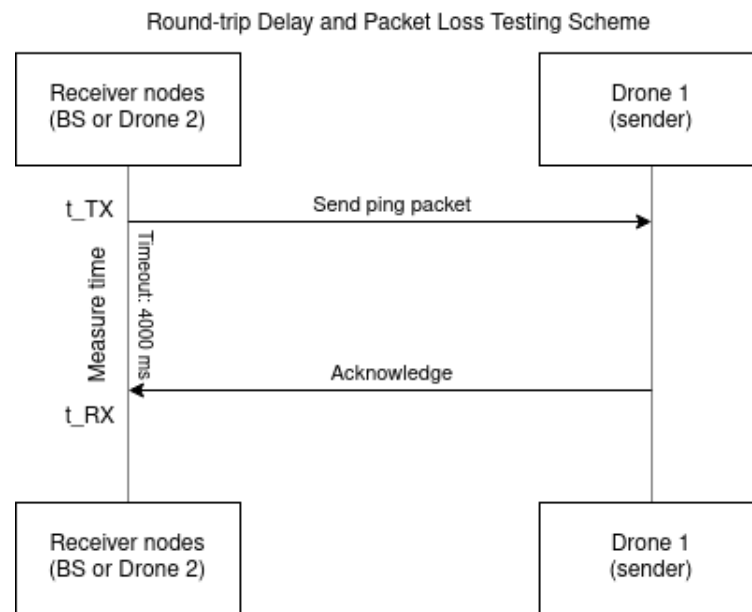 Round-trip Delay and Packet Loss Testing Scheme
Receiver nodes
(BS or Drone 2)
Drone 1
(sender)
t_TX
Send ping packet
Measure time
Timeout: 4000 ms
Acknowledge
t_RX
Receiver nodes
(BS or Drone 2)
Drone 1
(sender)